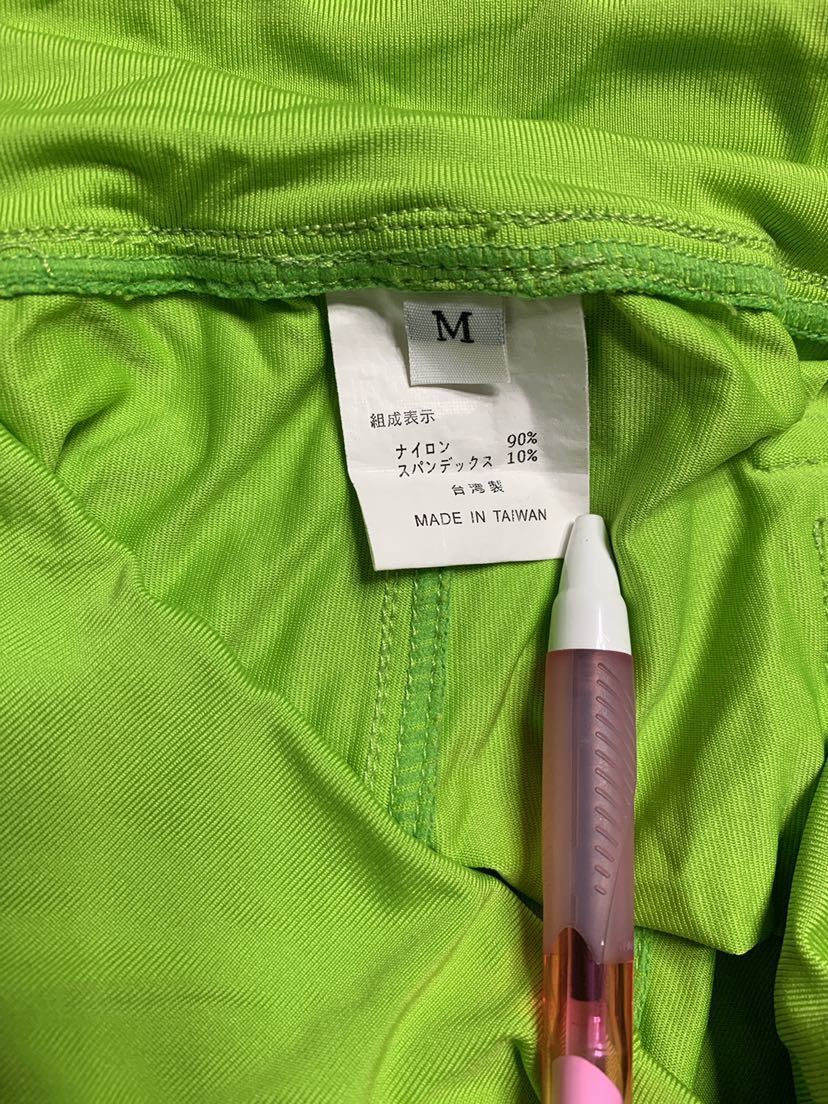 M
組成表示
ナイロン 90%
スパンデックス 10%
台湾製
MADE IN TAIWAN